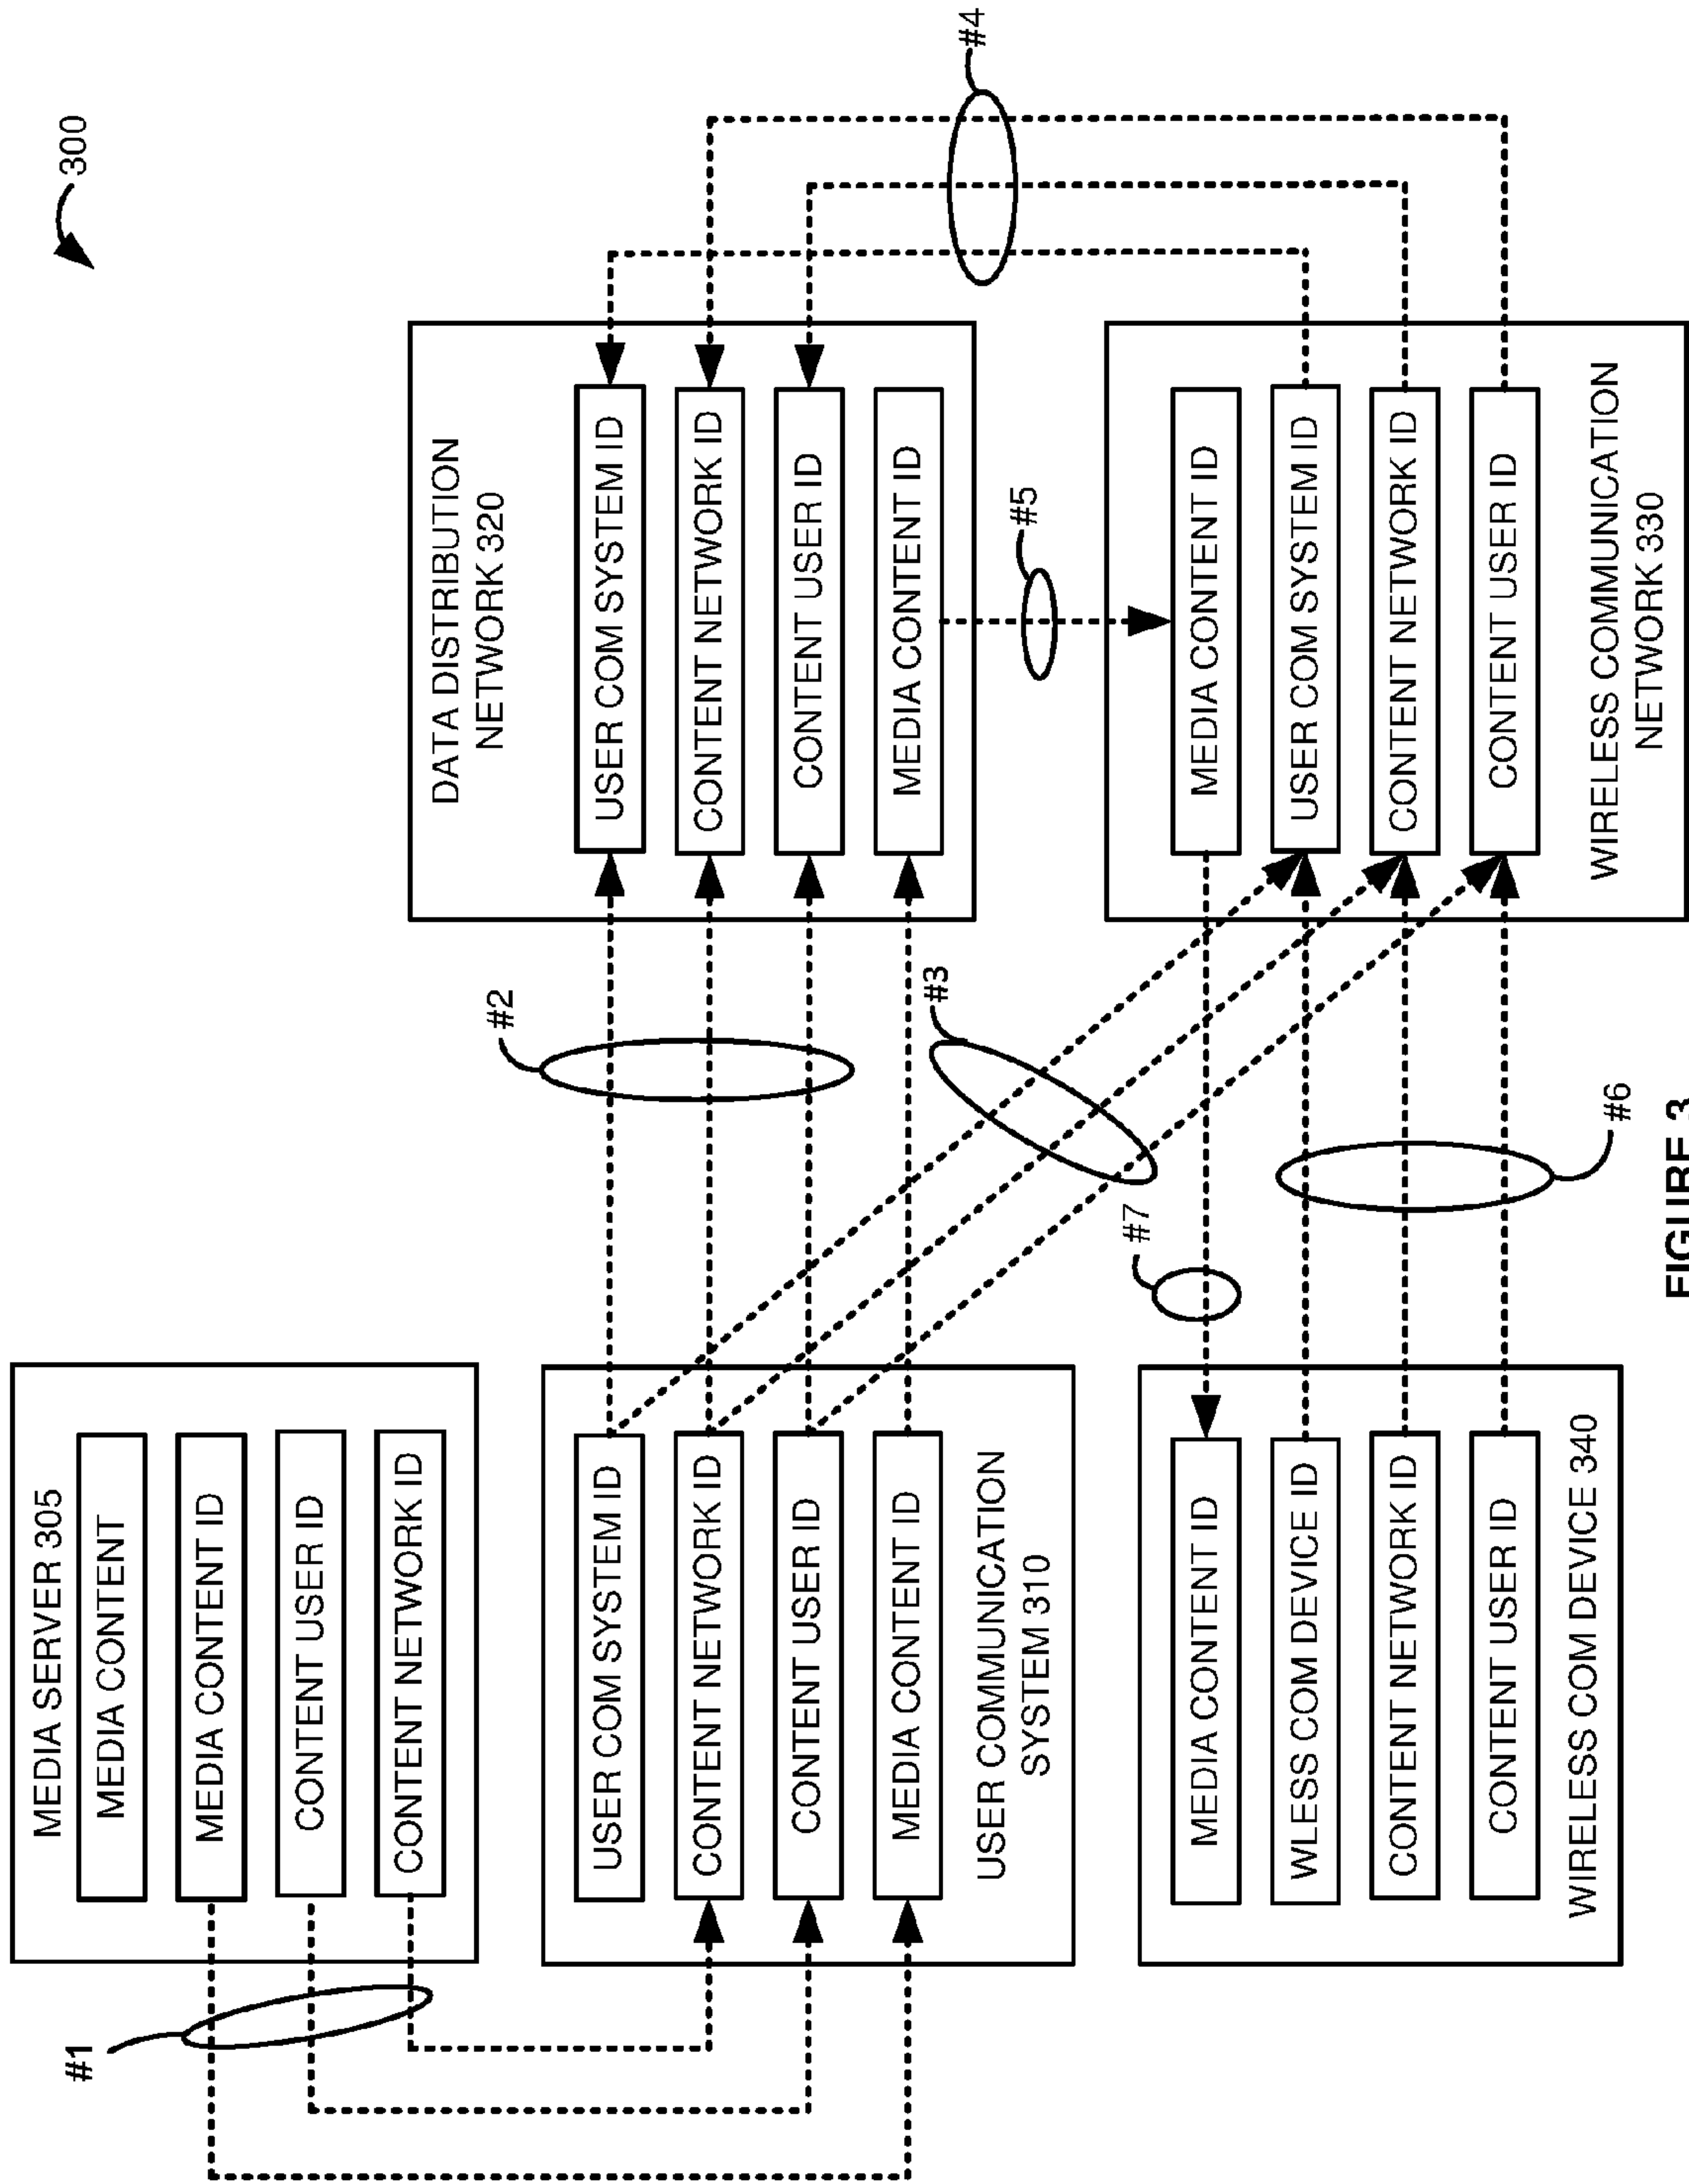 300
MEDIA SERVER 305
MEDIA CONTENT
MEDIA CONTENT ID
CONTENT USER ID
CONTENT NETWORK ID
#1
USER COM SYSTEM ID
CONTENT NETWORK ID
CONTENT USER ID
MEDIA CONTENT ID
USER COMMUNICATION
SYSTEM 310
#2
#3
DATA DISTRIBUTION
NETWORK 320
USER COM SYSTEM ID
CONTENT NETWORK ID
CONTENT USER ID
MEDIA CONTENT ID
#4
#5
MEDIA CONTENT ID
WLESS COM DEVICE ID
CONTENT NETWORK ID
CONTENT USER ID
WIRELESS COM DEVICE 340
#7
#6
MEDIA CONTENT ID
USER COM SYSTEM ID
CONTENT NETWORK ID
CONTENT USER ID
WIRELESS COMMUNICATION
NETWORK 330
FIGURE 3